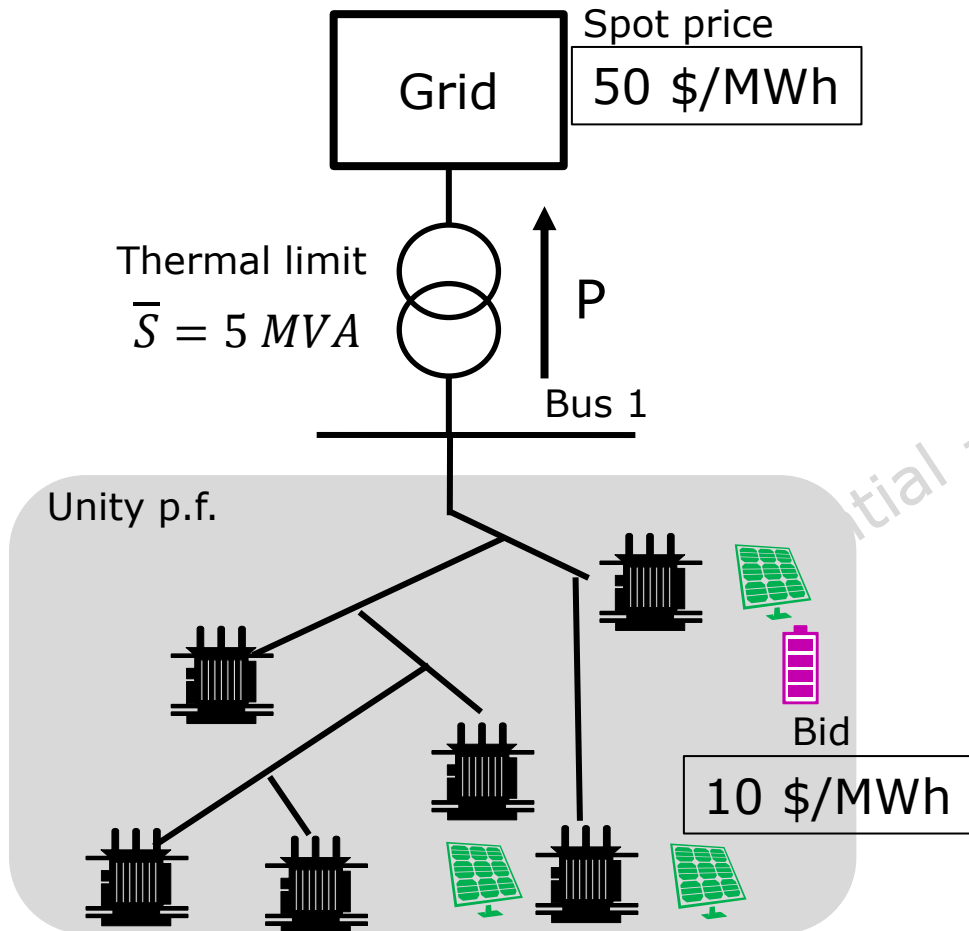 Spot price
Grid
50 $/MWh
Thermal limit
S̅ = 5 MVA
P
Bus 1
Unity p.f.
Bid
10 $/MWh